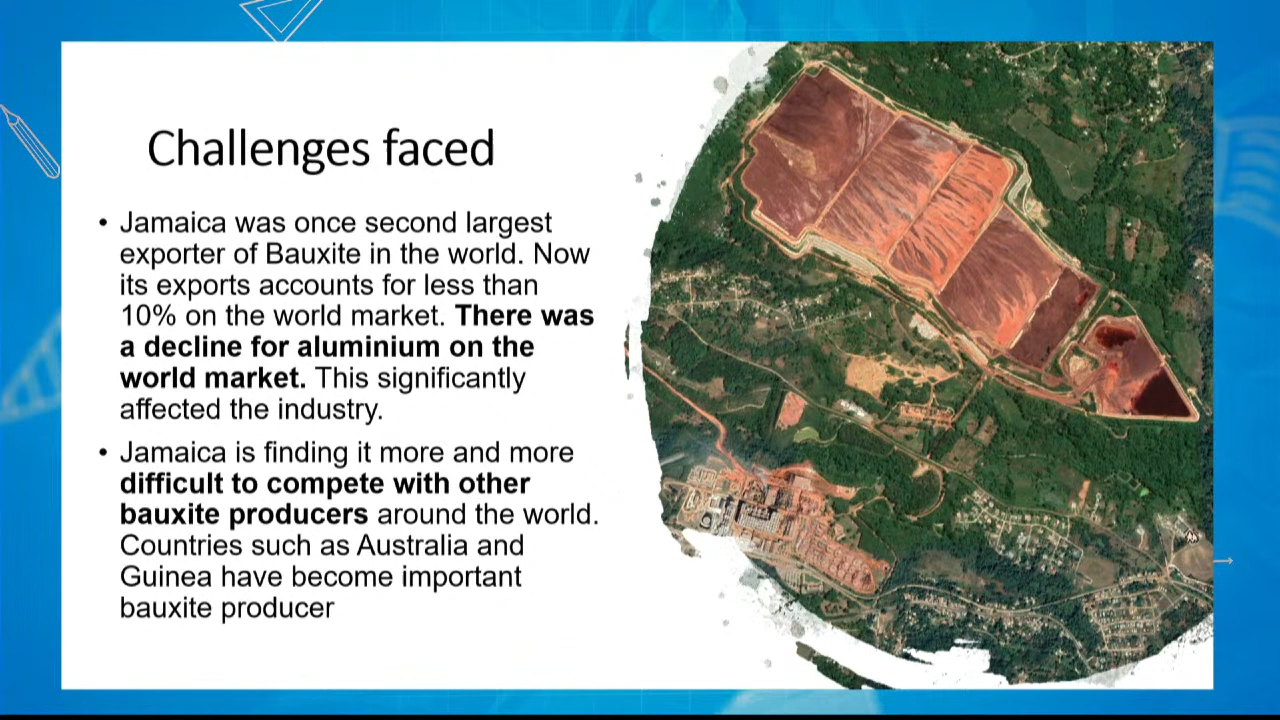 Challenges faced
• Jamaica was once second largest
exporter of Bauxite in the world. Now
its exports accounts for less than
10% on the world market. There was
a decline for aluminium on the
world market. This significantly
affected the industry.
• Jamaica is finding it more and more
difficult to compete with other
bauxite producers around the world.
Countries such as Australia and
Guinea have become important
bauxite producer